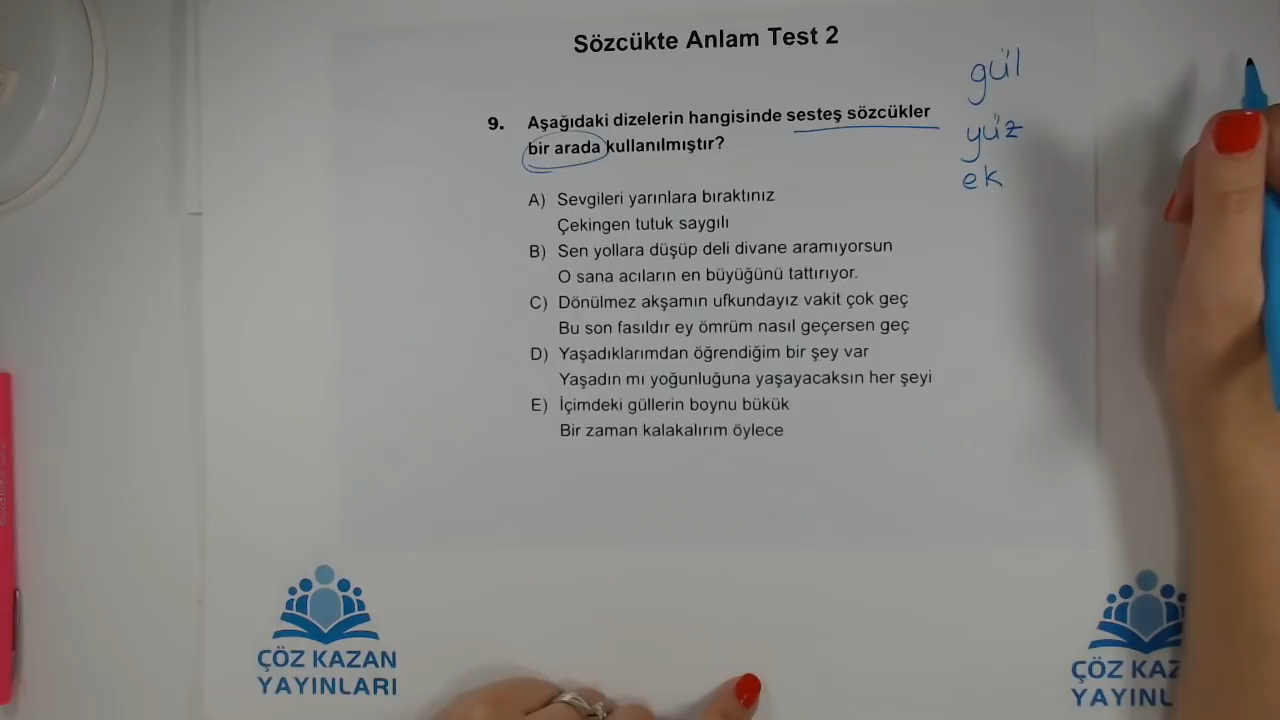 Sözcükte Anlam Test 2
gül
yüz
ek
9. Aşağıdaki dizelerin hangisinde sesteş sözcükler
bir arada kullanılmıştır?
A) Sevgileri yarınlara bıraktınız
Çekingen tutuk saygılı
B) Sen yollara düşüp deli divane aramıyorsun
O sana acıların en büyüğünü tattırıyor.
C) Dönülmez akşamın ufkundayız vakit çok geç
Bu son fasıldır ey ömrüm nasıl geçersen geç
D) Yaşadıklarımdan öğrendiğim bir şey var
Yaşadın mı yoğunluğuna yaşayacaksın her şeyi
E) İçimdeki güllerin boynu bükük
Bir zaman kalakalırım öylece
ÇÖZ KAZAN
YAYINLARI
ÇÖZ KAZ
YAYINL